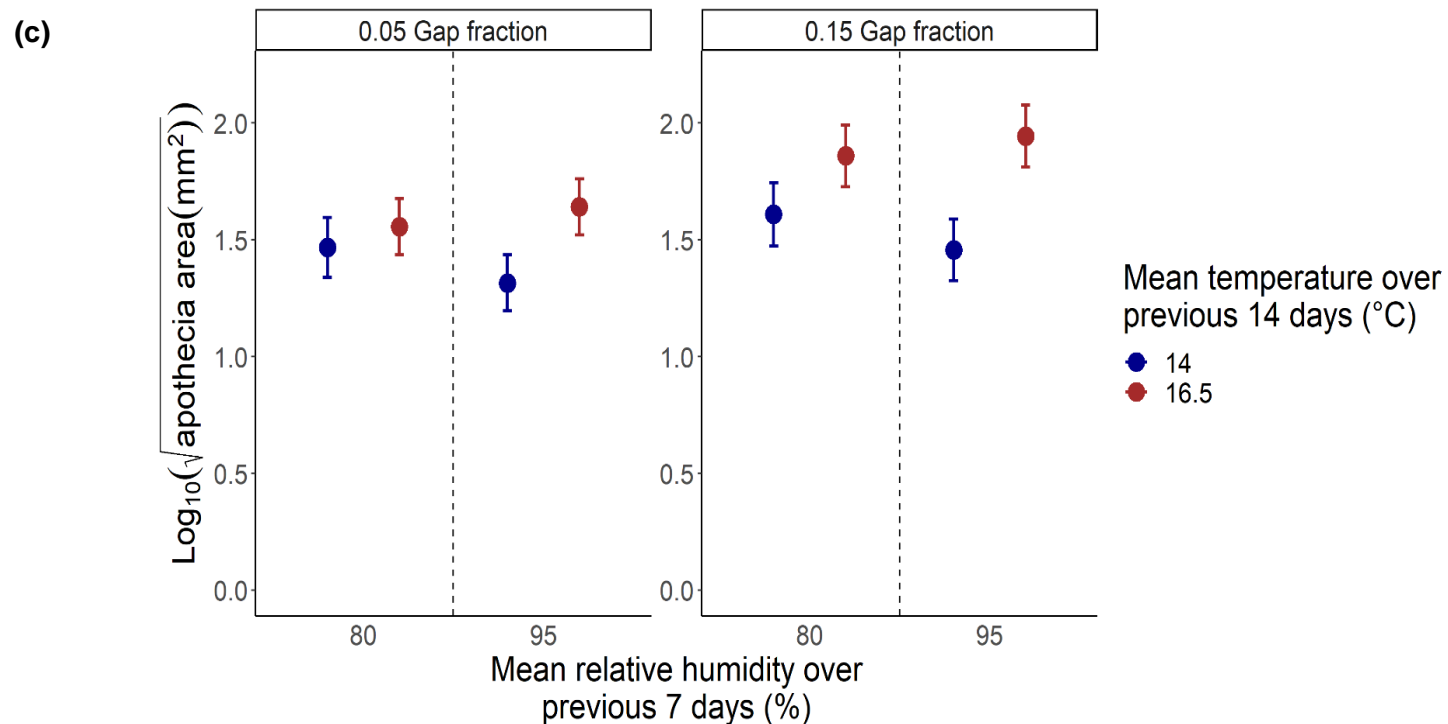 (c)
0.05 Gap fraction
0.15 Gap fraction
Log₁₀(√apothecia area(mm²))
2.0
1.5
1.0
0.5
0.0
2.0
1.5
1.0
0.5
0.0
80
95
80
95
Mean relative humidity over
previous 7 days (%)
Mean temperature over
previous 14 days (°C)
14
16.5